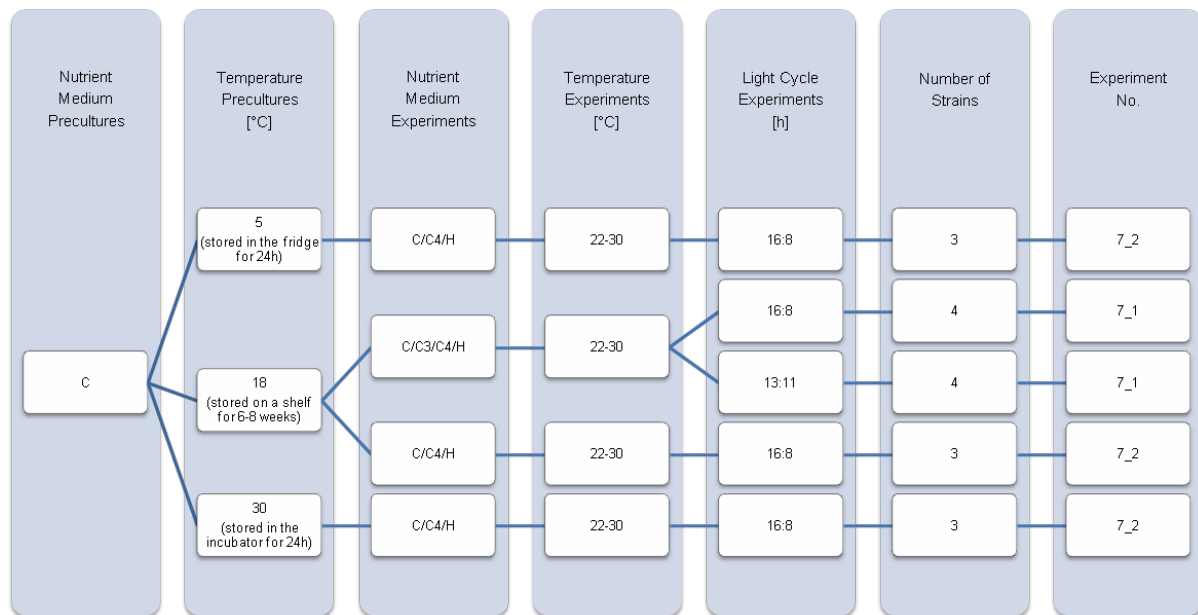 Nutrient
Medium
Precultures
Temperature
Precultures
[°C]
Nutrient
Medium
Experiments
Temperature
Experiments
[°C]
Light Cycle
Experiments
[h]
Number of
Strains
Experiment
No.
5
(stored in the fridge
for 24h)
C/C4/H
22-30
16:8
3
7_2
16:8
4
7_1
C/C3/C4/H
22-30
C
18
(stored on a shelf
for 6-8 weeks)
13:11
4
7_1
C/C4/H
22-30
16:8
3
7_2
30
(stored in the
incubator for 24h)
C/C4/H
22-30
16:8
3
7_2